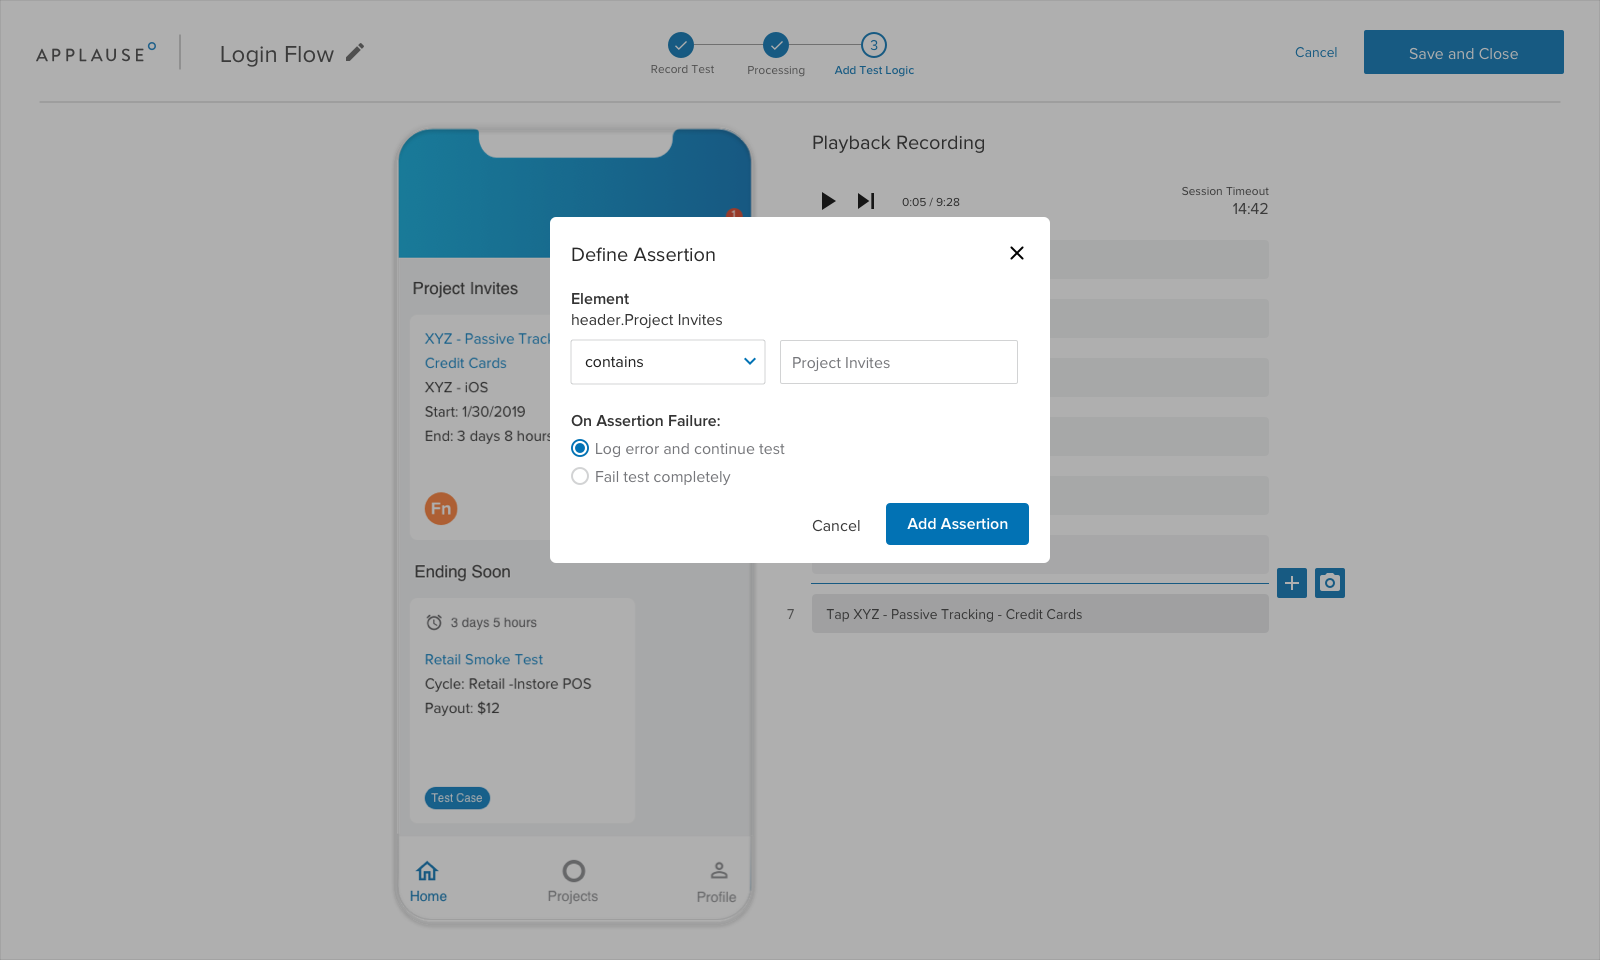 APPLAUSE
Login Flow
3
Record Test
Processing
Add Test Logic
Cancel
Save and Close
Playback Recording
0:05 / 9:28
Session Timeout
14:42
1
Project Invites
XYZ - Passive Track
Credit Cards
XYZ - iOS
Start: 1/30/2019
End: 3 days 8 hours
Fn
Ending Soon
3 days 5 hours
Retail Smoke Test
Cycle: Retail -Instore POS
Payout: $12
Test Case
Home
Projects
Profile
Define Assertion
Element
header.Project Invites
contains
Project Invites
On Assertion Failure:
Log error and continue test
Fail test completely
Cancel
Add Assertion
7
Tap XYZ - Passive Tracking - Credit Cards